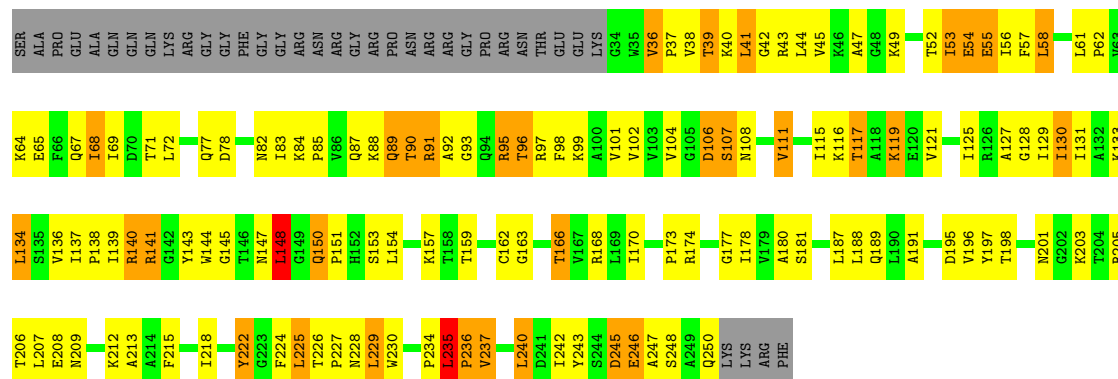 SER ALA PRO GLU GLU ALA GLN GLN GLN LYS ARG GLY GLY PHE GLY GLY ARG ASN ARG GLY ARG PRO ASN ARG ARG GLY PRO ARG ASN THR GLU GLU LYS G34 W35 V36 P37 V38 T39 K40 L41 G42 R43 L44 V45 K46 A47 G48 K49 T52 I53 E54 E55 I56 F57 L58 L61 P62 V63
K64 E65 F66 Q67 I68 I69 D70 T71 L72 Q77 D78 N82 I83 K84 P85 V86 Q87 K88 Q89 T90 R91 A92 G93 Q94 R95 T96 R97 F98 K99 A100 V101 V102 V103 V104 G105 D106 S107 N108 V111 I115 K116 T117 A118 K119 E120 V121 I125 R126 A127 G128 I129 I130 I131 A132 K133
L134 S135 V136 I137 P138 I139 R140 R141 G142 Y143 W144 G145 T146 N147 L148 G149 Q150 P151 H152 S153 L154 K157 T158 T159 C162 G163 T166 V167 R168 L169 I170 P173 R174 G177 I178 V179 A180 S181 L187 L188 Q189 L190 A191 D195 V196 Y197 T198 N201 G202 K203 T204 R205
T206 L207 E208 N209 K212 A213 A214 F215 I218 Y222 G223 F224 L225 T226 P227 N228 L229 W230 P234 L235 P236 V237 L240 D241 I242 Y243 S244 D245 E246 A247 S248 A249 Q250 LYS LYS ARG PHE